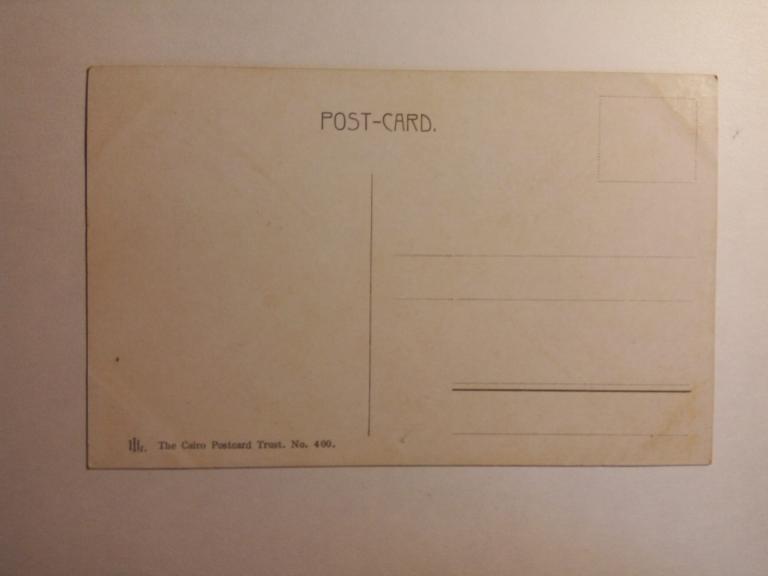 POST-CARD.
The Cairo Postcard Trust. No. 400.